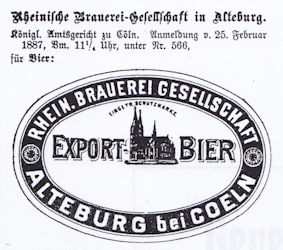 Rheinische Brauerei-Gesellschaft in Alteburg.
Königl. Amtsgericht zu Cöln. Anmeldung v. 25. Februar
1887, Vm. 11¼ Uhr, unter Nr. 566,
für Bier:
RHEIN. BRAUEREI GESELLSCHAFT
EINGETR. SCHUTZMARKE.
EXPORT BIER
ALTEBURG bei COELN